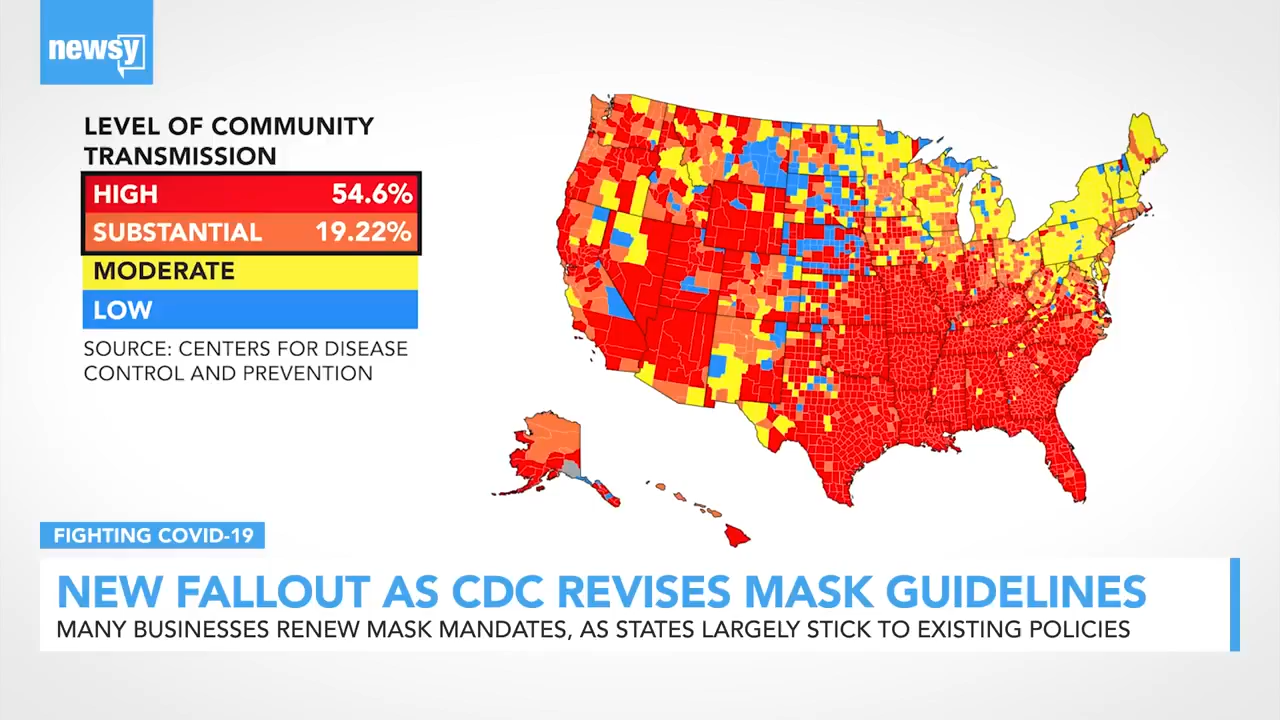 newsy
LEVEL OF COMMUNITY
TRANSMISSION
HIGH 54.6%
SUBSTANTIAL 19.22%
MODERATE
LOW
SOURCE: CENTERS FOR DISEASE
CONTROL AND PREVENTION
FIGHTING COVID-19
NEW FALLOUT AS CDC REVISES MASK GUIDELINES
MANY BUSINESSES RENEW MASK MANDATES, AS STATES LARGELY STICK TO EXISTING POLICIES